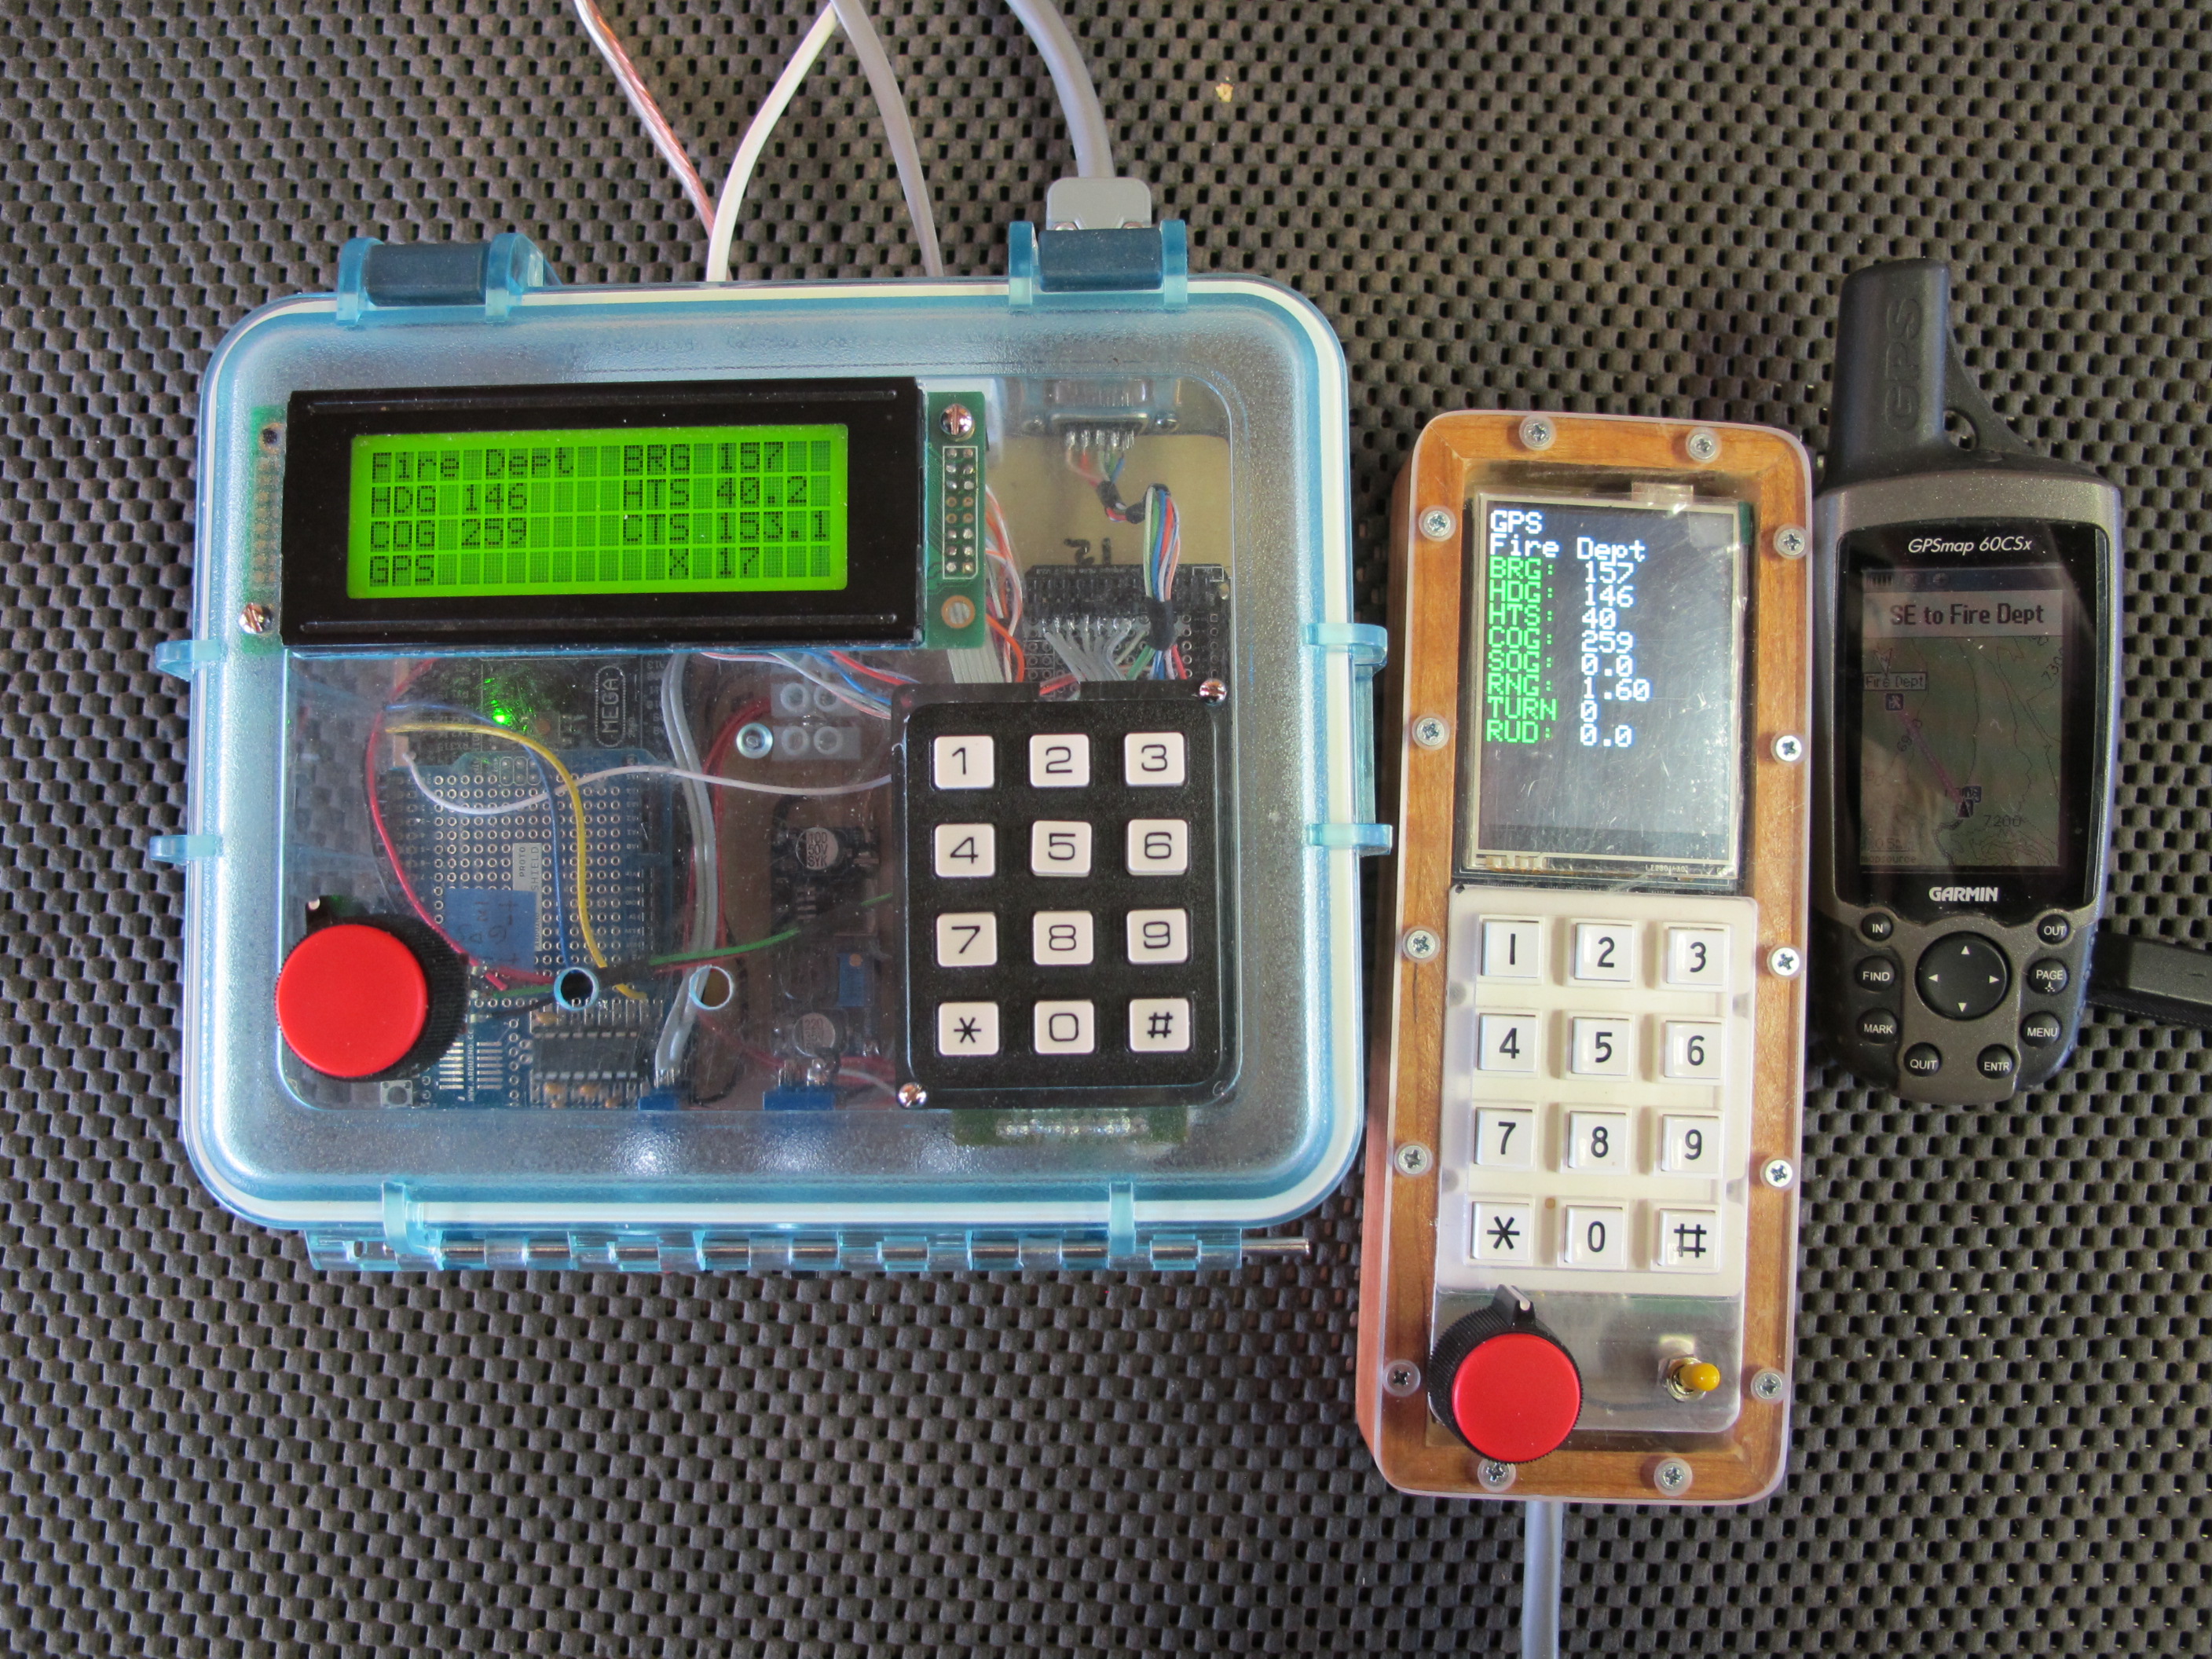 Fire Dept BRG 157
HDG 146 HTS 40.2
COG 259 CTS 153.1
GPS X 17
MEGA
PROTO
SHIELD
1 2 3
4 5 6
7 8 9
* 0 #
GPS
Fire Dept
BRG: 157
HDG: 146
HTS: 40
COG: 259
SOG: 0.0
RNG: 1.60
TURN 0
RUD: 0.0
1 2 3
4 5 6
7 8 9
* 0 #
GPS
GPSmap 60CSx
SE to Fire Dept
Fire Dept
7200
GARMIN
IN OUT
FIND PAGE
MARK MENU
QUIT ENTR